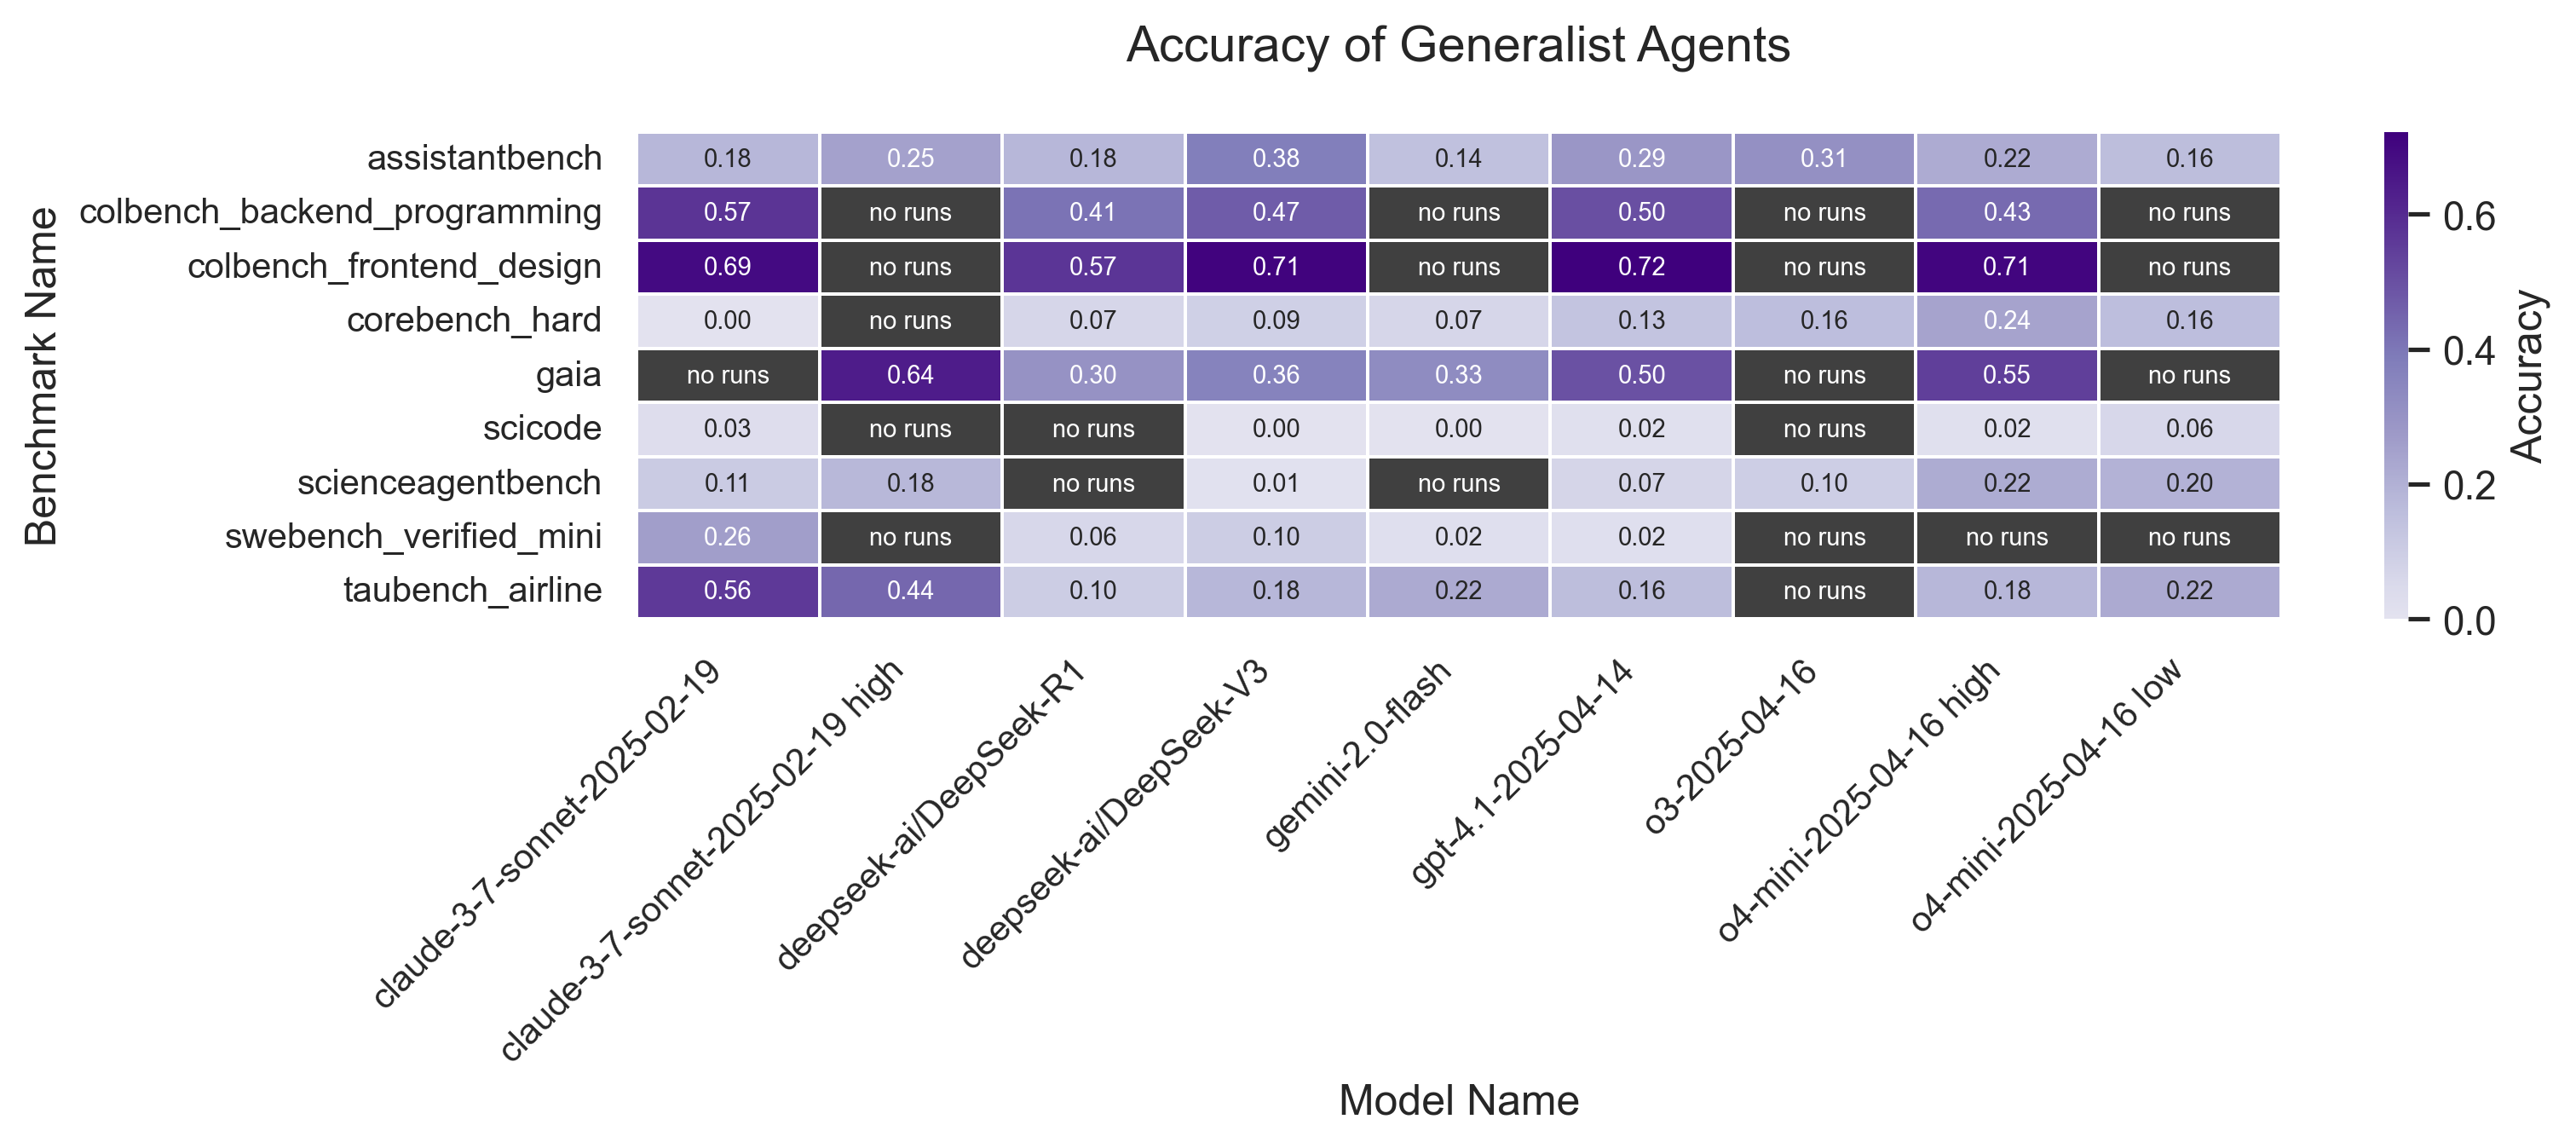 Accuracy of Generalist Agents
Benchmark Name
assistantbench 0.18 0.25 0.18 0.38 0.14 0.29 0.31 0.22 0.16
colbench_backend_programming 0.57 no runs 0.41 0.47 no runs 0.50 no runs 0.43 no runs
colbench_frontend_design 0.69 no runs 0.57 0.71 no runs 0.72 no runs 0.71 no runs
corebench_hard 0.00 no runs 0.07 0.09 0.07 0.13 0.16 0.24 0.16
gaia no runs 0.64 0.30 0.36 0.33 0.50 no runs 0.55 no runs
scicode 0.03 no runs no runs 0.00 0.00 0.02 no runs 0.02 0.06
scienceagentbench 0.11 0.18 no runs 0.01 no runs 0.07 0.10 0.22 0.20
swebench_verified_mini 0.26 no runs 0.06 0.10 0.02 0.02 no runs no runs no runs
taubench_airline 0.56 0.44 0.10 0.18 0.22 0.16 no runs 0.18 0.22
claude-3-7-sonnet-2025-02-19
claude-3-7-sonnet-2025-02-19 high
deepseek-ai/DeepSeek-R1
deepseek-ai/DeepSeek-V3
gemini-2.0-flash
gpt-4.1-2025-04-14
o3-2025-04-16
o4-mini-2025-04-16 high
o4-mini-2025-04-16 low
Model Name
0.6
0.4
0.2
0.0
Accuracy